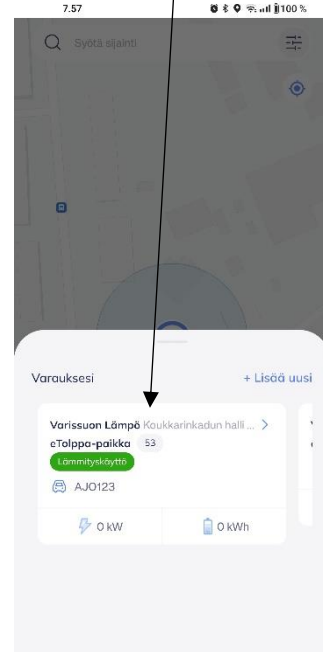 7.57 100 %
Syötä sijainti
Varauksesi + Lisää uusi
Varissuon Lämpö Koukkarinkadun halli ...
eTolppa-paikka 53
Lämmityskäyttö
AJO123
0 kW 0 kWh